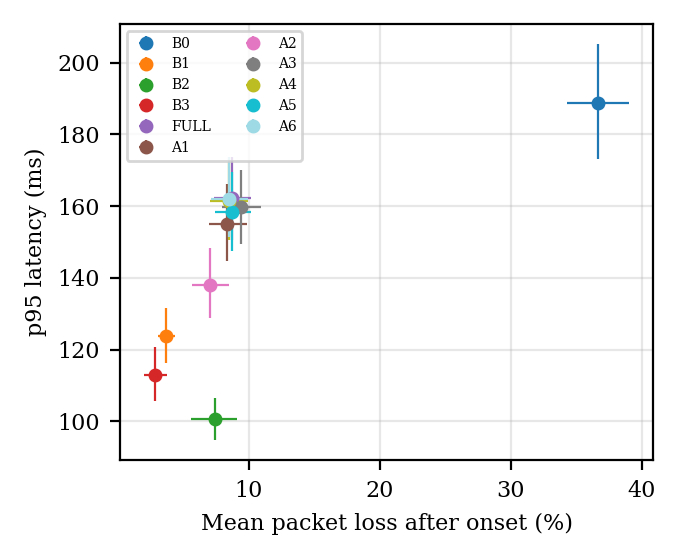 B0
B1
B2
B3
FULL
A1
A2
A3
A4
A5
A6
200
180
160
140
120
100
p95 latency (ms)
10 20 30 40
Mean packet loss after onset (%)